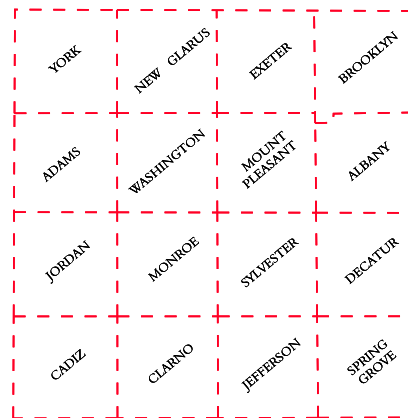 YORK
NEW GLARUS
EXETER
BROOKLYN
ADAMS
WASHINGTON
MOUNT
PLEASANT
ALBANY
JORDAN
MONROE
SYLVESTER
DECATUR
CADIZ
CLARNO
JEFFERSON
SPRING
GROVE